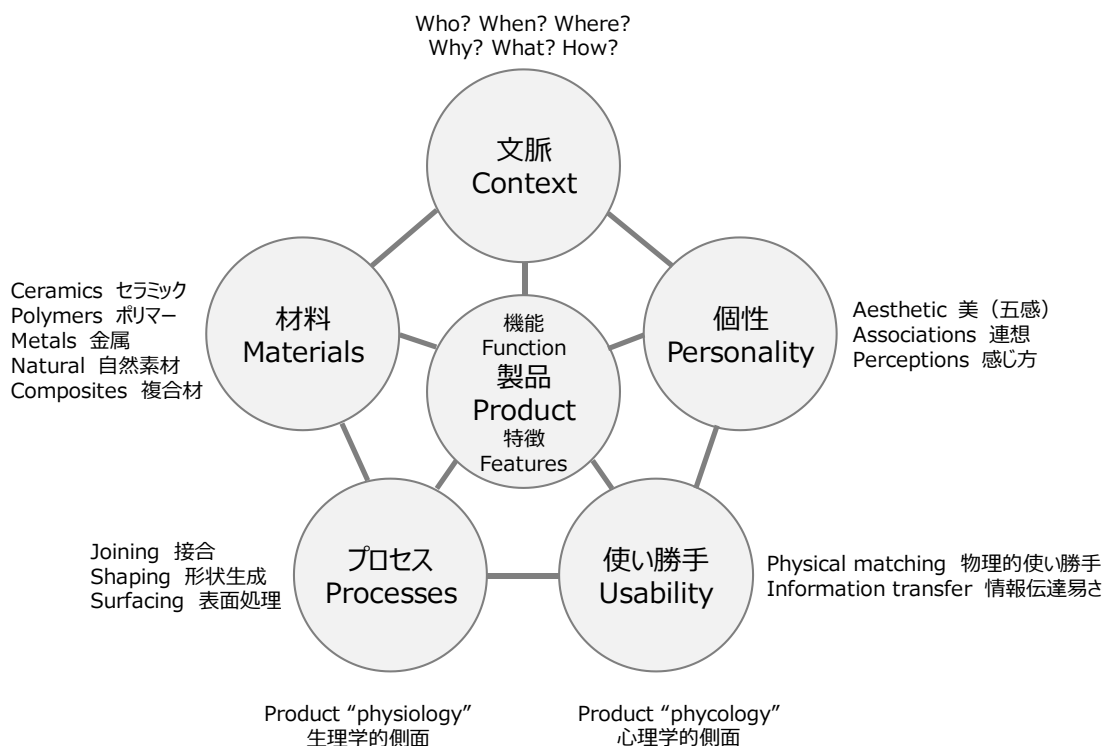 Who? When? Where?
Why? What? How?
文脈
Context
Ceramics セラミック
Polymers ポリマー
Metals 金属
Natural 自然素材
Composites 複合材
材料
Materials
機能
Function
製品
Product
特徴
Features
個性
Personality
Aesthetic 美（五感）
Associations 連想
Perceptions 感じ方
Joining 接合
Shaping 形状生成
Surfacing 表面処理
プロセス
Processes
使い勝手
Usability
Physical matching 物理的使い勝手
Information transfer 情報伝達易さ
Product “physiology”
生理学的側面
Product “phycology”
心理学的側面